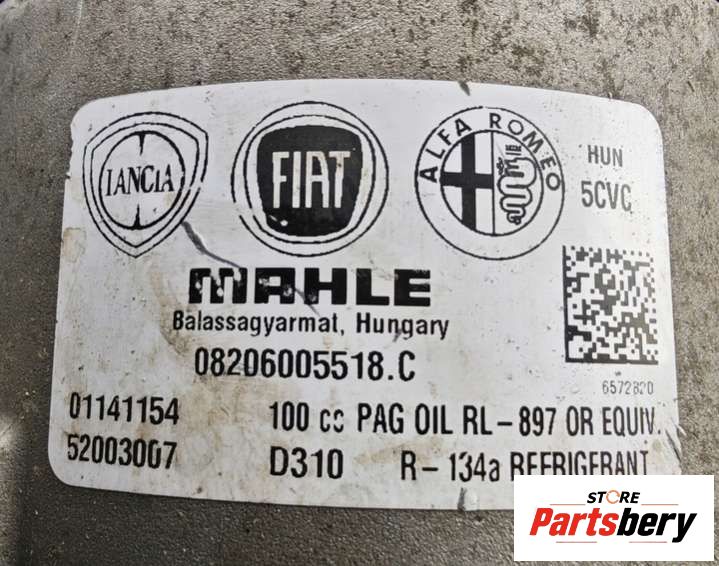 LANCIA
FIAT
ALFA ROMEO
HUN
5CVC
MAHLE
Balassagyarmat, Hungary
08206005518.C
6572820
01141154 100 cc PAG OIL RL-897 OR EQUIV.
52003007 D310 R-134a REFRIGERANT
STORE
Partsbery